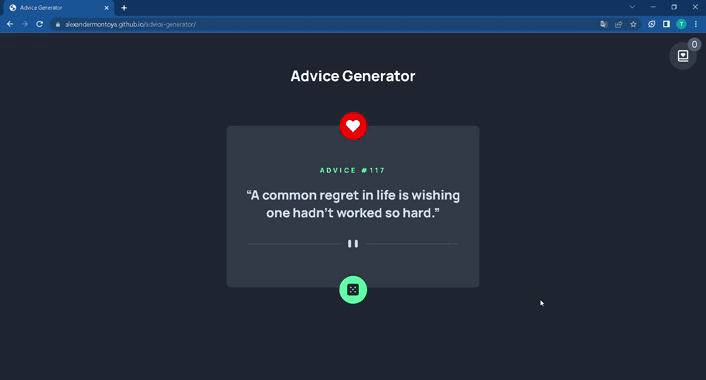 Advice Generator
alexendermontoya.github.io/advice-generator/
T
0
Advice Generator
ADVICE #117
“A common regret in life is wishing
one hadn't worked so hard.”